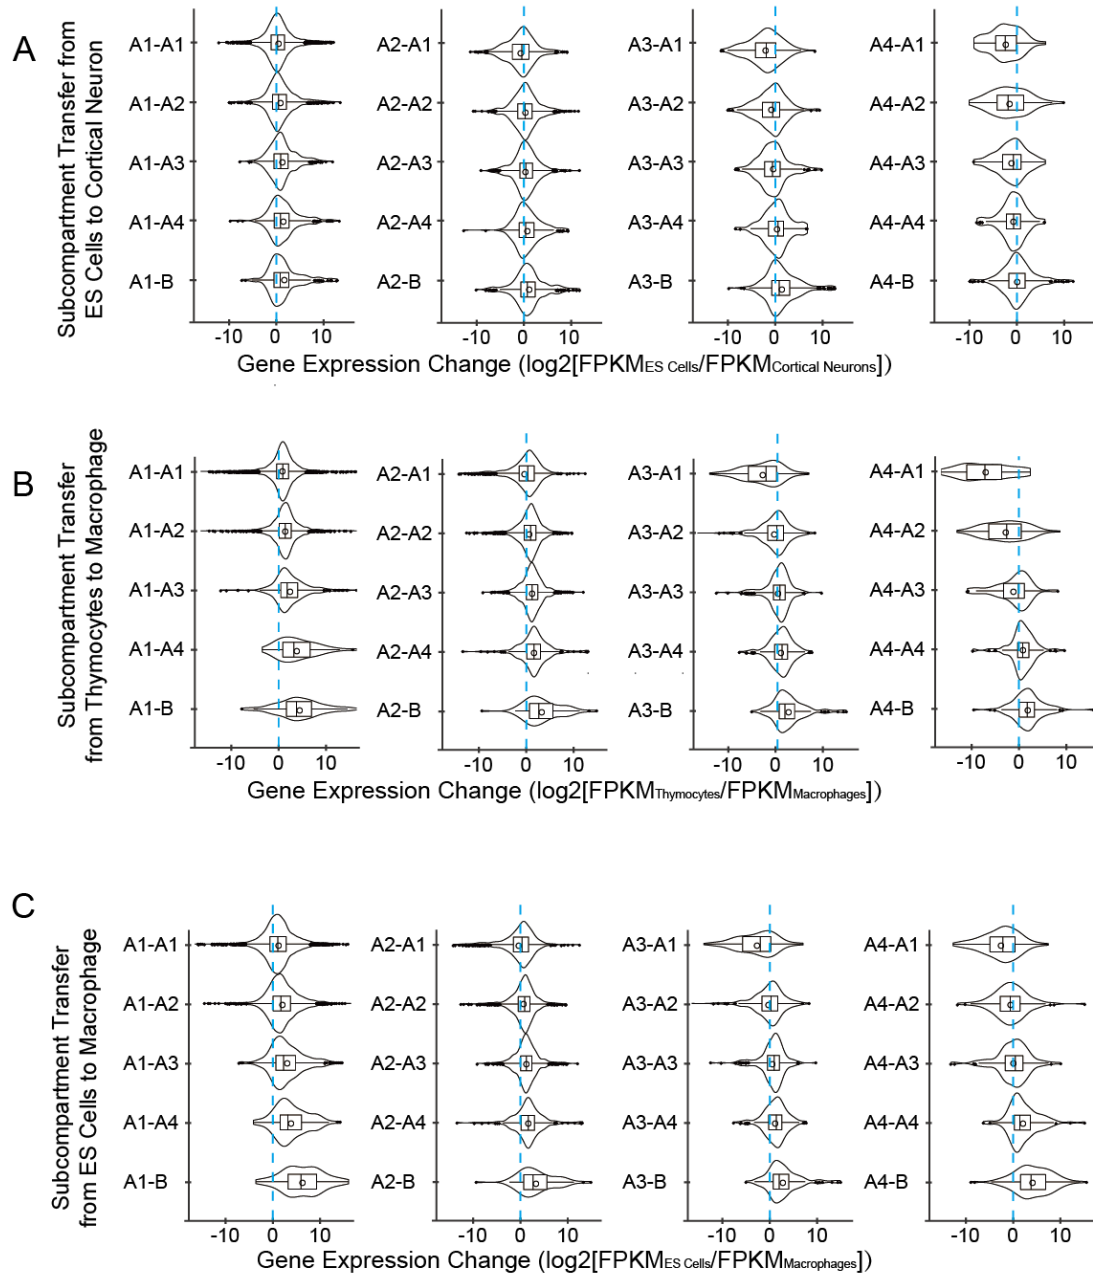 A
Subcompartment Transfer from
ES Cells to Cortical Neuron
A1-A1
A1-A2
A1-A3
A1-A4
A1-B
-10 0 10
A2-A1
A2-A2
A2-A3
A2-A4
A2-B
-10 0 10
A3-A1
A3-A2
A3-A3
A3-A4
A3-B
-10 0 10
A4-A1
A4-A2
A4-A3
A4-A4
A4-B
-10 0 10
Gene Expression Change (log2[FPKMES Cells/FPKMCortical Neurons])
B
Subcompartment Transfer
from Thymocytes to Macrophage
A1-A1
A1-A2
A1-A3
A1-A4
A1-B
-10 0 10
A2-A1
A2-A2
A2-A3
A2-A4
A2-B
-10 0 10
A3-A1
A3-A2
A3-A3
A3-A4
A3-B
-10 0 10
A4-A1
A4-A2
A4-A3
A4-A4
A4-B
-10 0 10
Gene Expression Change (log2[FPKMThymocytes/FPKMMacrophages])
C
Subcompartment Transfer
from ES Cells to Macrophage
A1-A1
A1-A2
A1-A3
A1-A4
A1-B
-10 0 10
A2-A1
A2-A2
A2-A3
A2-A4
A2-B
-10 0 10
A3-A1
A3-A2
A3-A3
A3-A4
A3-B
-10 0 10
A4-A1
A4-A2
A4-A3
A4-A4
A4-B
-10 0 10
Gene Expression Change (log2[FPKMES Cells/FPKMMacrophages])